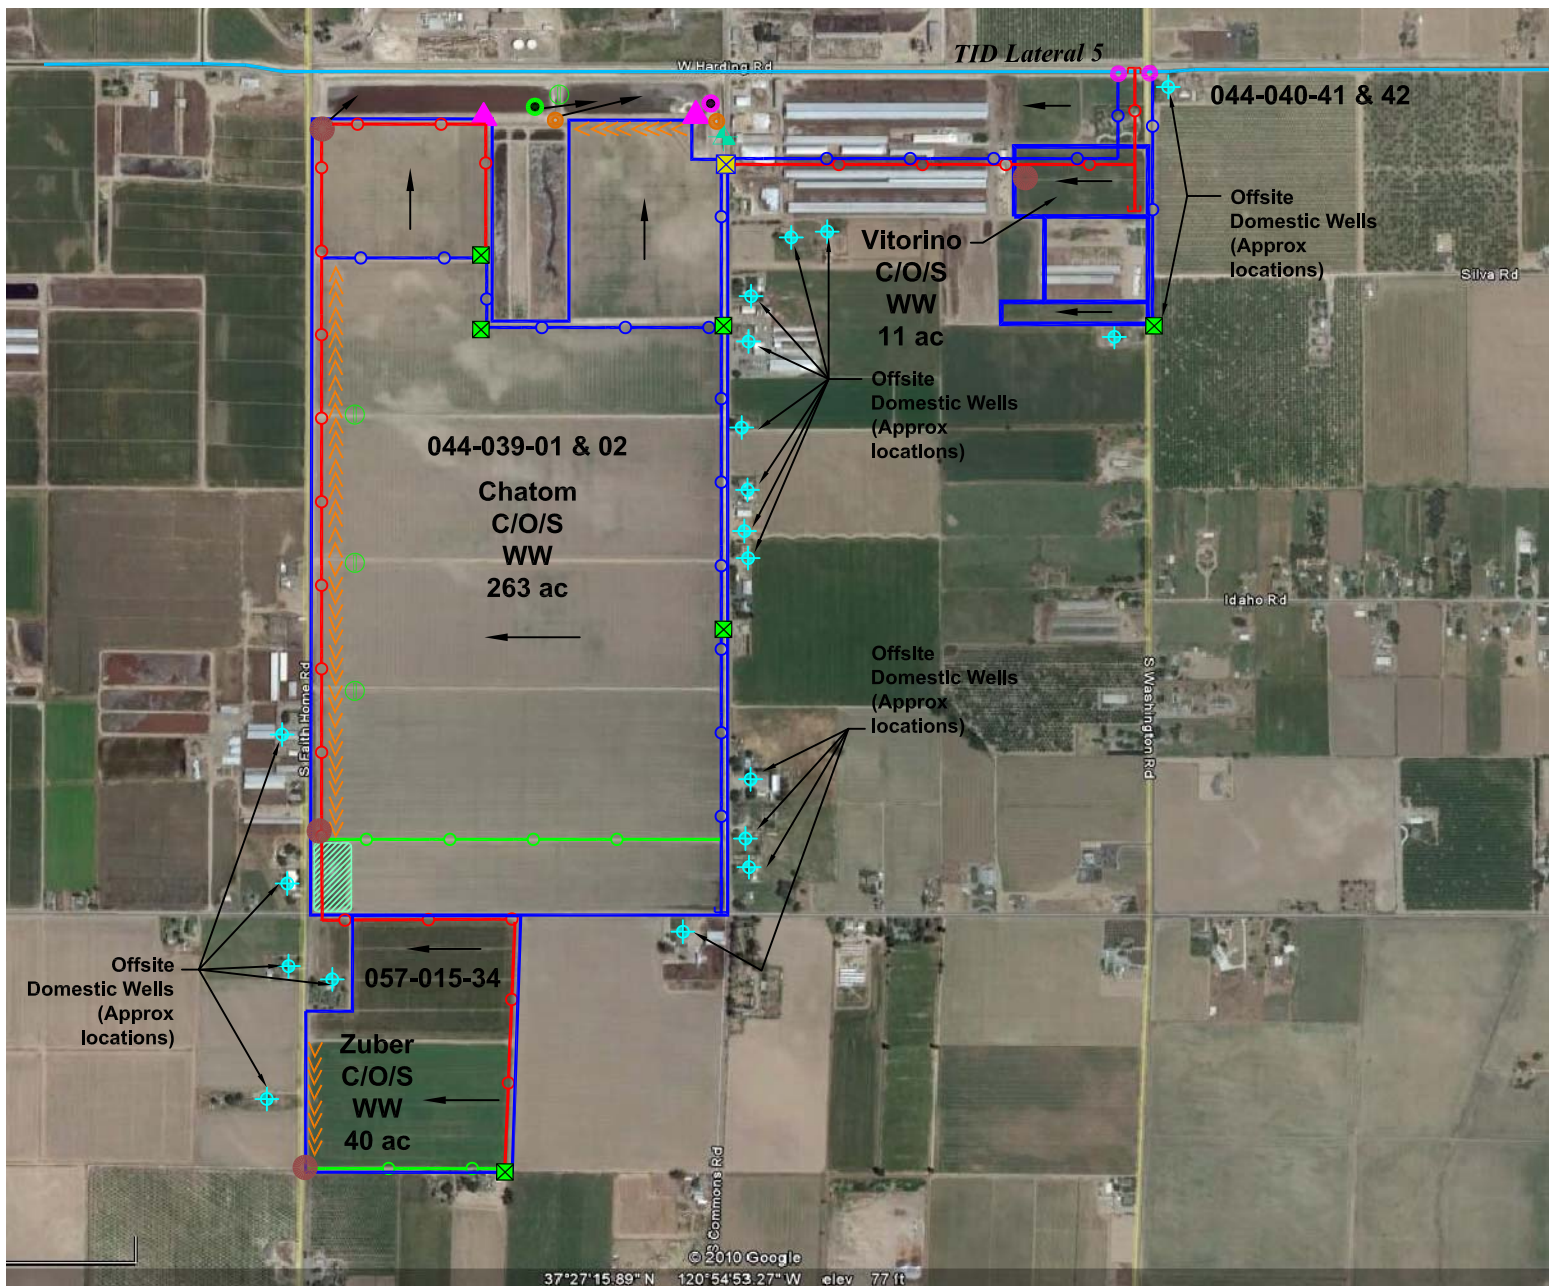 TID Lateral 5
W Harding Rd
044-040-41 & 42
Offsite
Domestic Wells
(Approx
locations)
Silva Rd
Vitorino
C/O/S
WW
11 ac
Offsite
Domestic Wells
(Approx
locations)
044-039-01 & 02
Chatom
C/O/S
WW
263 ac
Idaho Rd
Offsite
Domestic Wells
(Approx
locations)
S Faith Home Rd
S Washington Rd
Offsite
Domestic Wells
(Approx
locations)
057-015-34
Zuber
C/O/S
WW
40 ac
S Commons Rd
© 2010 Google
37°27'15.89" N 120°54'53.27" W elev 77 ft